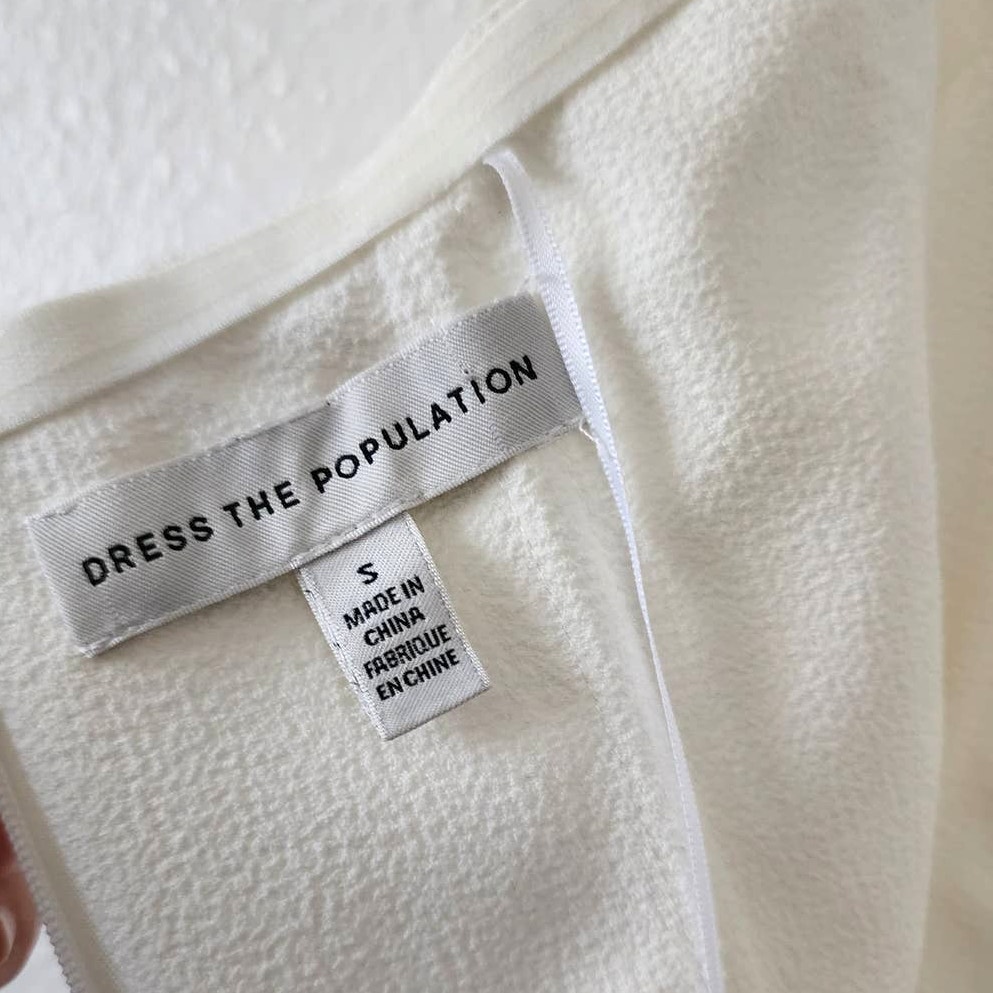 DRESS THE POPULATION
S
MADE IN
CHINA
FABRIQUE
EN CHINE